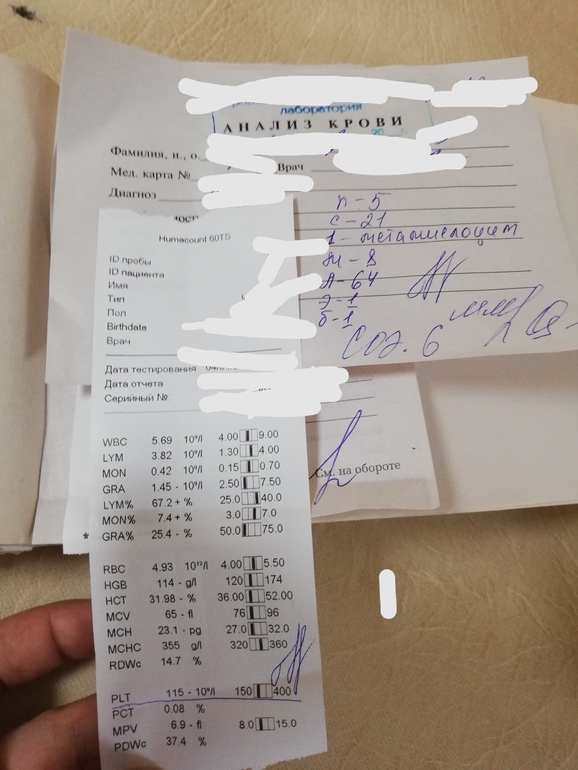 лаборатория
АНАЛИЗ КРОВИ
20
Фамилия, и., о.
Мед. карта № Врач
Диагноз
п-5
с-21
1-метамиелоцит
м-8
л-64
э-1
б-1
СОЭ. 6 мм/
См. на обороте
Humacount 60TS
ID пробы
ID пациента
Имя
Тип
Пол
Birthdate
Врач
Дата тестирования
Дата отчета
Серийный №:
WBC 5.69 10⁹/l 4.00 9.00
LYM 3.82 10⁹/l 1.30 4.00
MON 0.42 10⁹/l 0.15 0.70
GRA 1.45 - 10⁹/l 2.50 7.50
LYM% 67.2 + % 25.0 40.0
MON% 7.4 + % 3.0 7.0
* GRA% 25.4 - % 50.0 75.0
RBC 4.93 10¹²/l 4.00 5.50
HGB 114 - g/l 120 174
HCT 31.98 - % 36.00 52.00
MCV 65 - fl 76 96
MCH 23.1 - pg 27.0 32.0
MCHC 355 g/l 320 360
RDWc 14.7 %
PLT 115 - 10⁹/l 150 400
PCT 0.08 %
MPV 6.9 - fl 8.0 15.0
PDWc 37.4 %